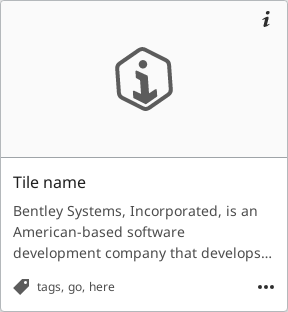 Tile name
Bentley Systems, Incorporated, is an
American-based software
development company that develops...
tags, go, here